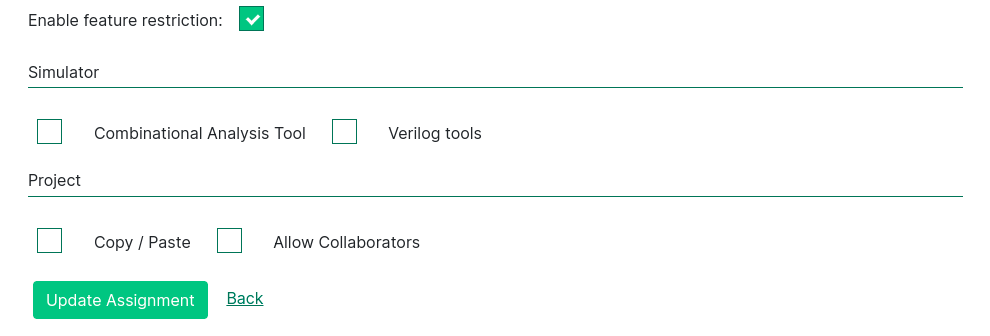 Enable feature restriction:
Simulator
Combinational Analysis Tool Verilog tools
Project
Copy / Paste Allow Collaborators
Update Assignment Back